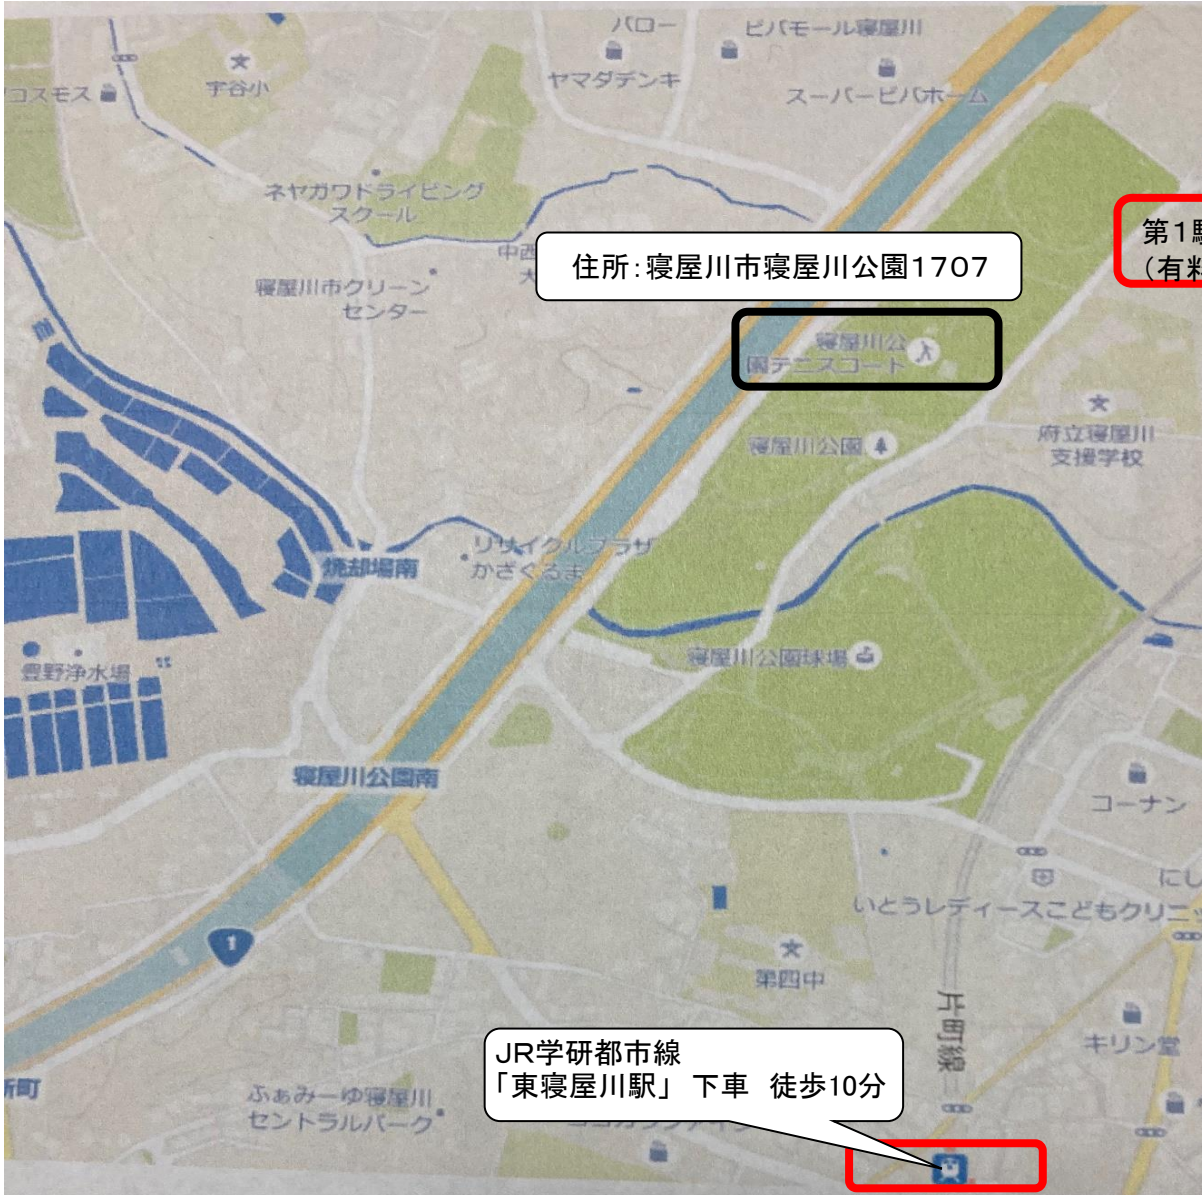 バロー
ビバモール寝屋川
ヤマダデンキ
スーパービバホーム
コスモス
宇谷小
ネヤガワドライビング
スクール
第1
(有
中西
住所:寝屋川市寝屋川公園1707
寝屋川市クリーン
センター
寝屋川公
園テニスコート
寝屋川公園
府立寝屋川
支援学校
リサイクルプラザ
かざぐるま
焼却場南
寝屋川公園球場
豊野浄水場
寝屋川公園南
コーナン
にし
いとうレディースこどもクリニッ
1
第四中
片町線
キリン堂
JR学研都市線
「東寝屋川駅」 下車 徒歩10分
新町
ふぁみーゆ寝屋川
セントラルパーク